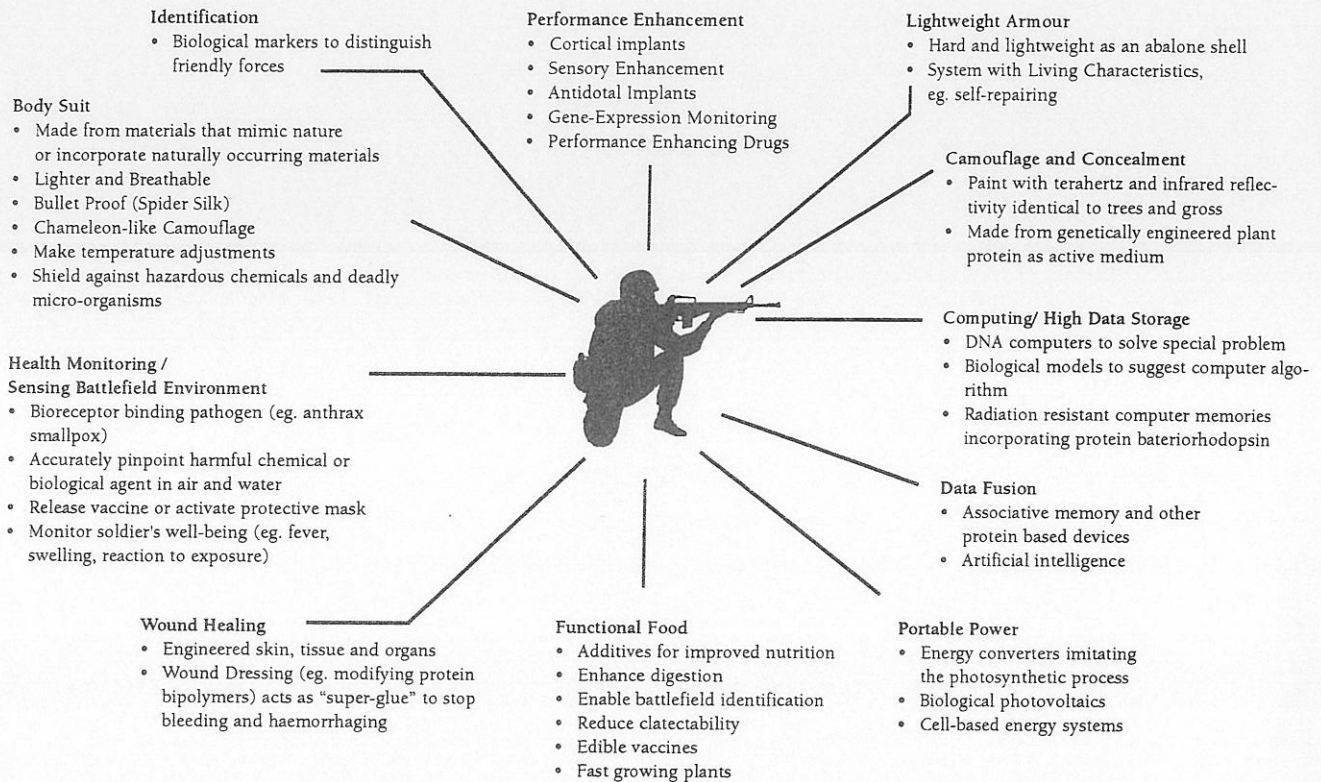 Identification
• Biological markers to distinguish
friendly forces
Performance Enhancement
• Cortical implants
• Sensory Enhancement
• Antidotal Implants
• Gene-Expression Monitoring
• Performance Enhancing Drugs
Lightweight Armour
• Hard and lightweight as an abalone shell
• System with Living Characteristics,
eg. self-repairing
Body Suit
• Made from materials that mimic nature
or incorporate naturally occurring materials
• Lighter and Breathable
• Bullet Proof (Spider Silk)
• Chameleon-like Camouflage
• Make temperature adjustments
• Shield against hazardous chemicals and deadly
micro-organisms
Camouflage and Concealment
• Paint with terahertz and infrared reflec-
tivity identical to trees and gross
• Made from genetically engineered plant
protein as active medium
Computing/ High Data Storage
• DNA computers to solve special problem
• Biological models to suggest computer algo-
rithm
• Radiation resistant computer memories
incorporating protein bateriorhodopsin
Health Monitoring /
Sensing Battlefield Environment
• Bioreceptor binding pathogen (eg. anthrax
smallpox)
• Accurately pinpoint harmful chemical or
biological agent in air and water
• Release vaccine or activate protective mask
• Monitor soldier's well-being (eg. fever,
swelling, reaction to exposure)
Data Fusion
• Associative memory and other
protein based devices
• Artificial intelligence
Wound Healing
• Engineered skin, tissue and organs
• Wound Dressing (eg. modifying protein
bipolymers) acts as “super-glue” to stop
bleeding and haemorrhaging
Functional Food
• Additives for improved nutrition
• Enhance digestion
• Enable battlefield identification
• Reduce clatectability
• Edible vaccines
• Fast growing plants
Portable Power
• Energy converters imitating
the photosynthetic process
• Biological photovoltaics
• Cell-based energy systems